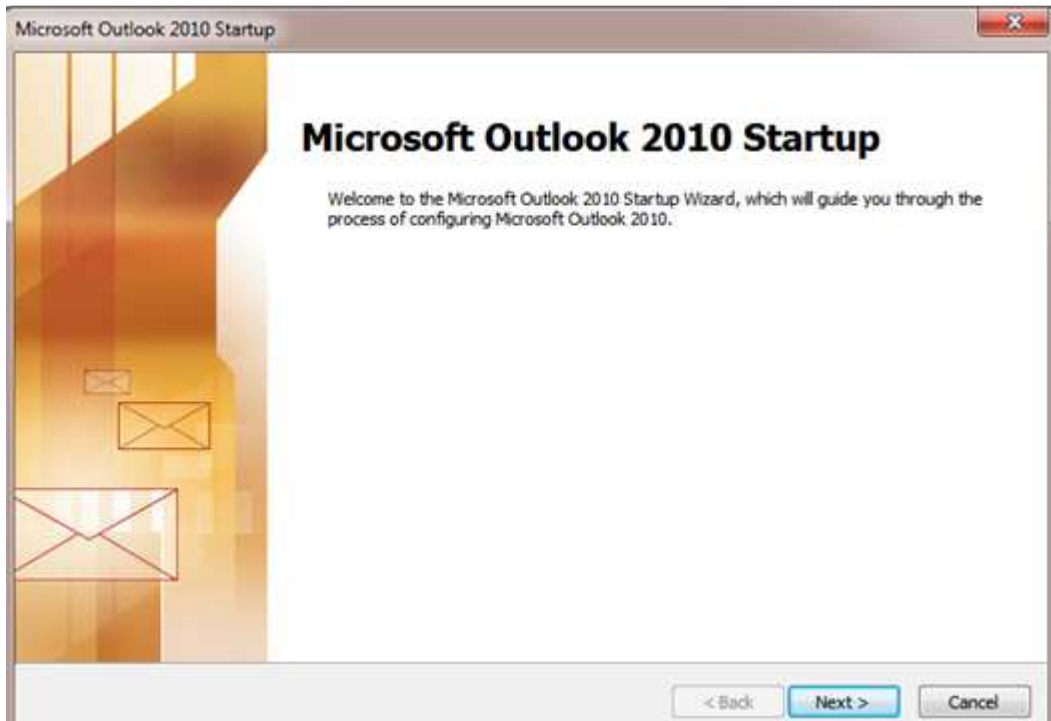 Microsoft Outlook 2010 Startup
Microsoft Outlook 2010 Startup
Welcome to the Microsoft Outlook 2010 Startup Wizard, which will guide you through the
process of configuring Microsoft Outlook 2010.
< Back
Next >
Cancel